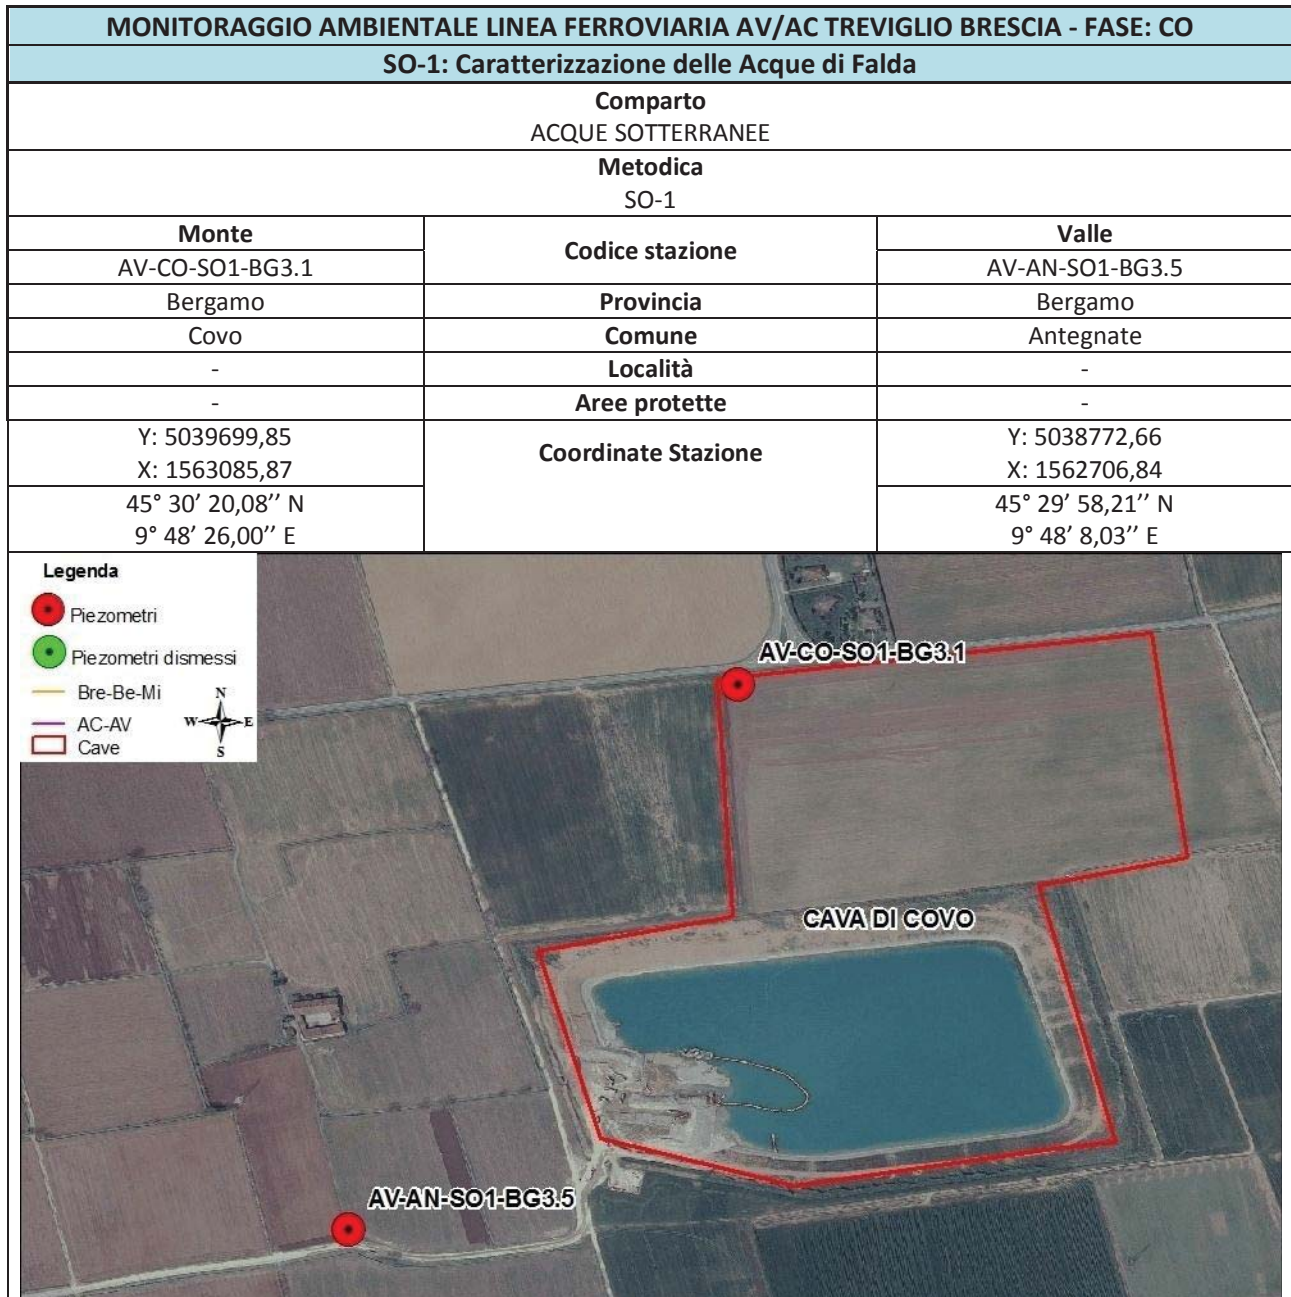 MONITORAGGIO AMBIENTALE LINEA FERROVIARIA AV/AC TREVIGLIO BRESCIA - FASE: CO
SO-1: Caratterizzazione delle Acque di Falda
Comparto
ACQUE SOTTERRANEE
Metodica
SO-1
Monte Codice stazione Valle
AV-CO-SO1-BG3.1 AV-AN-SO1-BG3.5
Bergamo Provincia Bergamo
Covo Comune Antegnate
- Località -
- Aree protette -
Y: 5039699,85 Coordinate Stazione Y: 5038772,66
X: 1563085,87 X: 1562706,84
45° 30’ 20,08’’ N 45° 29’ 58,21’’ N
9° 48’ 26,00’’ E 9° 48’ 8,03’’ E
Legenda
Piezometri
Piezometri dismessi
Bre-Be-Mi
AC-AV
Cave
N
W E
S
AV-CO-SO1-BG3.1
CAVA DI COVO
AV-AN-SO1-BG3.5